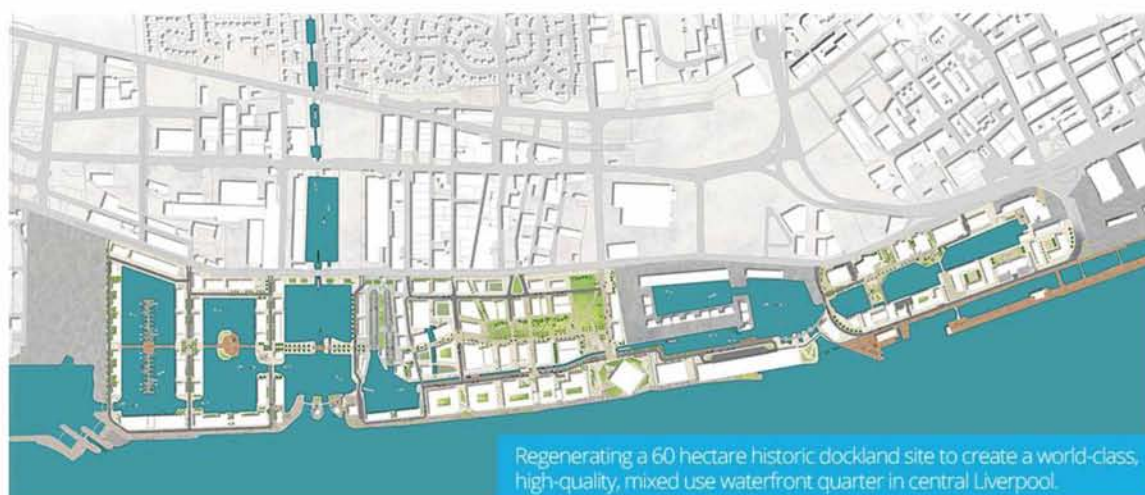 Regenerating a 60 hectare historic dockland site to create a world-class,
high-quality, mixed use waterfront quarter in central Liverpool.